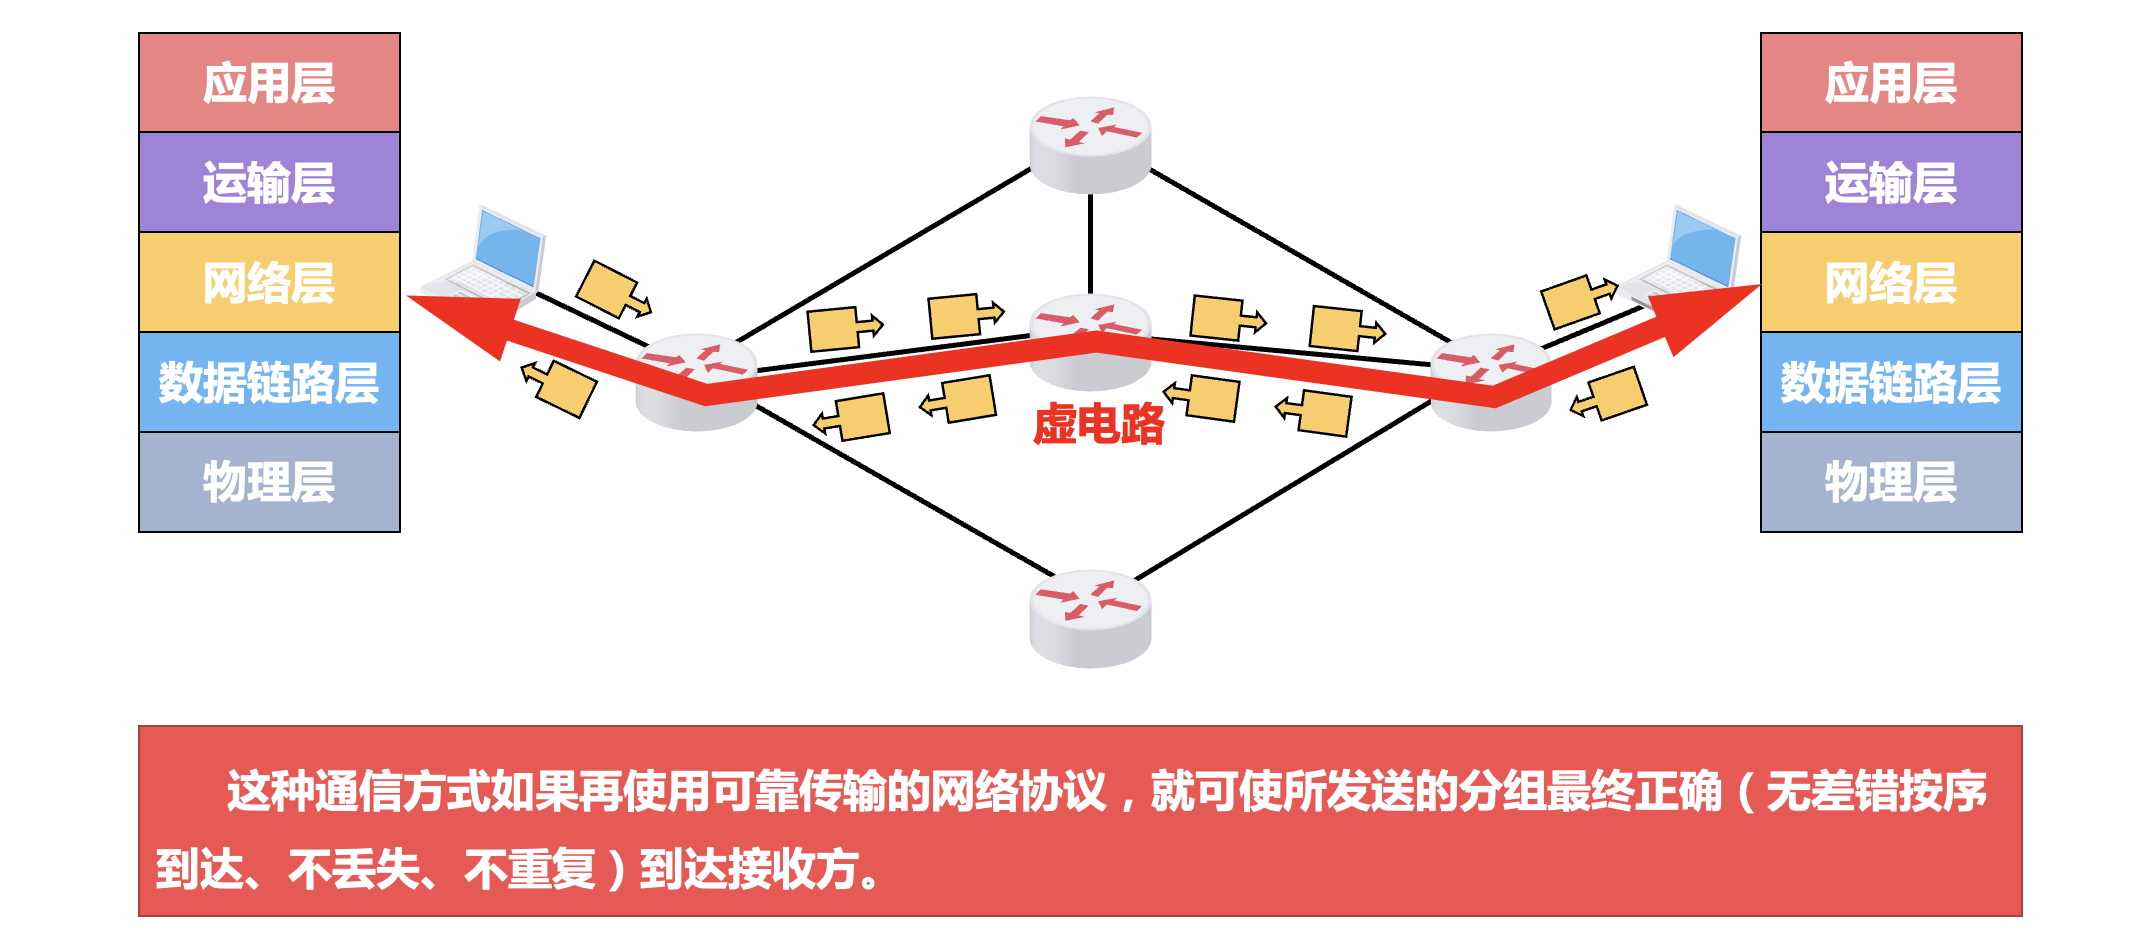 应用层
运输层
网络层
数据链路层
物理层
虚电路
应用层
运输层
网络层
数据链路层
物理层
这种通信方式如果再使用可靠传输的网络协议，就可使所发送的分组最终正确（无差错按序
到达、不丢失、不重复）到达接收方。